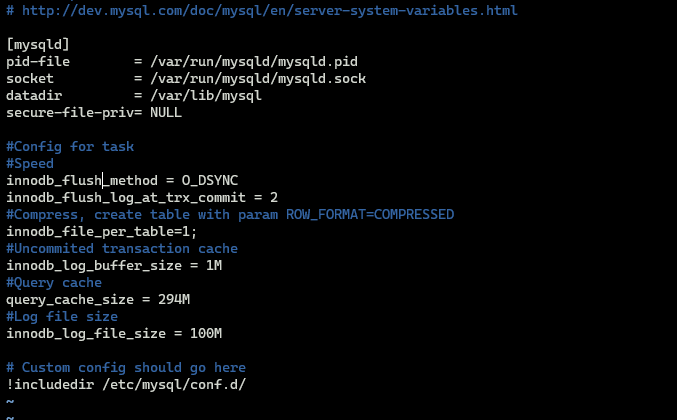 # http://dev.mysql.com/doc/mysql/en/server-system-variables.html
[mysqld]
pid-file        = /var/run/mysqld/mysqld.pid
socket          = /var/run/mysqld/mysqld.sock
datadir         = /var/lib/mysql
secure-file-priv= NULL
#Config for task
#Speed
innodb_flush_method = O_DSYNC
innodb_flush_log_at_trx_commit = 2
#Compress, create table with param ROW_FORMAT=COMPRESSED
innodb_file_per_table=1;
#Uncommited transaction cache
innodb_log_buffer_size = 1M
#Query cache
query_cache_size = 294M
#Log file size
innodb_log_file_size = 100M
# Custom config should go here
!includedir /etc/mysql/conf.d/
~
~